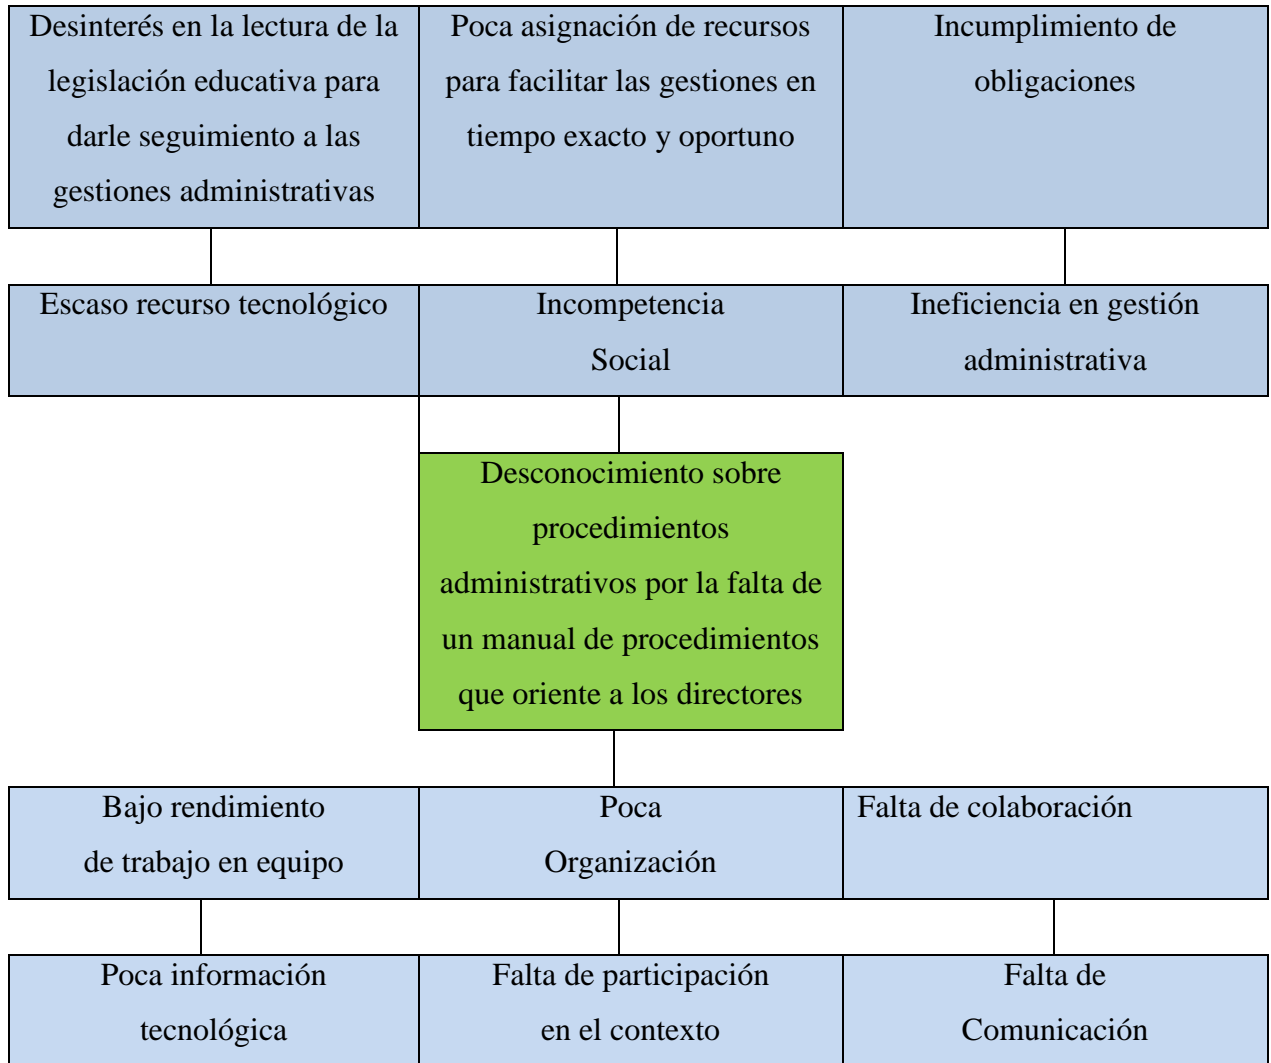 Desinterés en la lectura de la
legislación educativa para
darle seguimiento a las
gestiones administrativas
Poca asignación de recursos
para facilitar las gestiones en
tiempo exacto y oportuno
Incumplimiento de
obligaciones
Escaso recurso tecnológico
Incompetencia
Social
Ineficiencia en gestión
administrativa
Desconocimiento sobre
procedimientos
administrativos por la falta de
un manual de procedimientos
que oriente a los directores
Bajo rendimiento
de trabajo en equipo
Poca
Organización
Falta de colaboración
Poca información
tecnológica
Falta de participación
en el contexto
Falta de
Comunicación